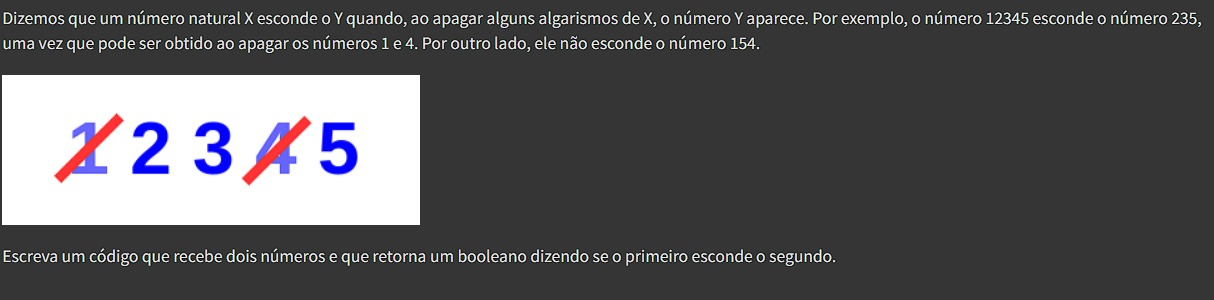 Dizemos que um número natural X esconde o Y quando, ao apagar alguns algarismos de X, o número Y aparece. Por exemplo, o número 12345 esconde o número 235,
uma vez que pode ser obtido ao apagar os números 1 e 4. Por outro lado, ele não esconde o número 154.
1 2 3 4 5
Escreva um código que recebe dois números e que retorna um booleano dizendo se o primeiro esconde o segundo.